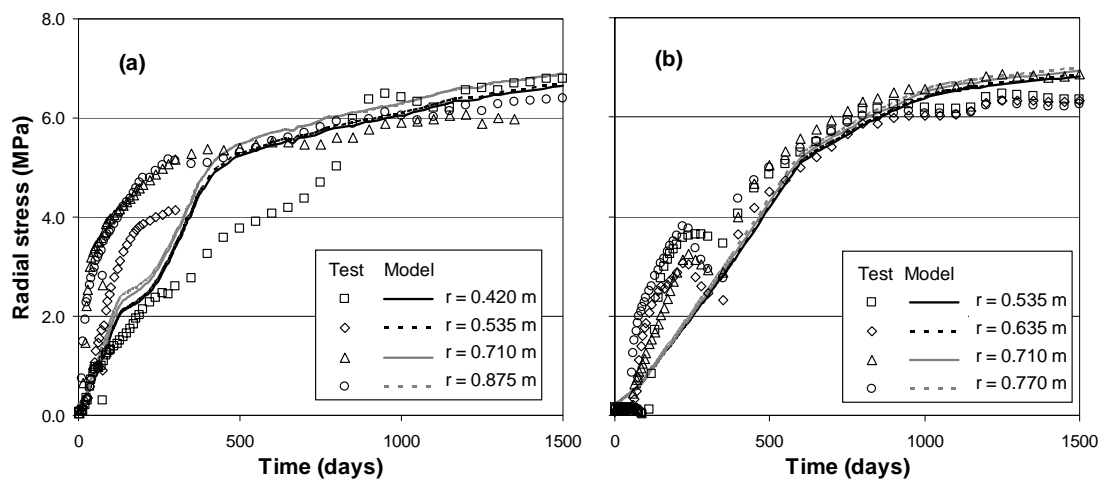 8.0
6.0
4.0
2.0
0.0
Radial stress (MPa)
(a)
Test Model
r = 0.420 m
r = 0.535 m
r = 0.710 m
r = 0.875 m
0 500 1000 1500
Time (days)
(b)
Test Model
r = 0.535 m
r = 0.635 m
r = 0.710 m
r = 0.770 m
0 500 1000 1500
Time (days)